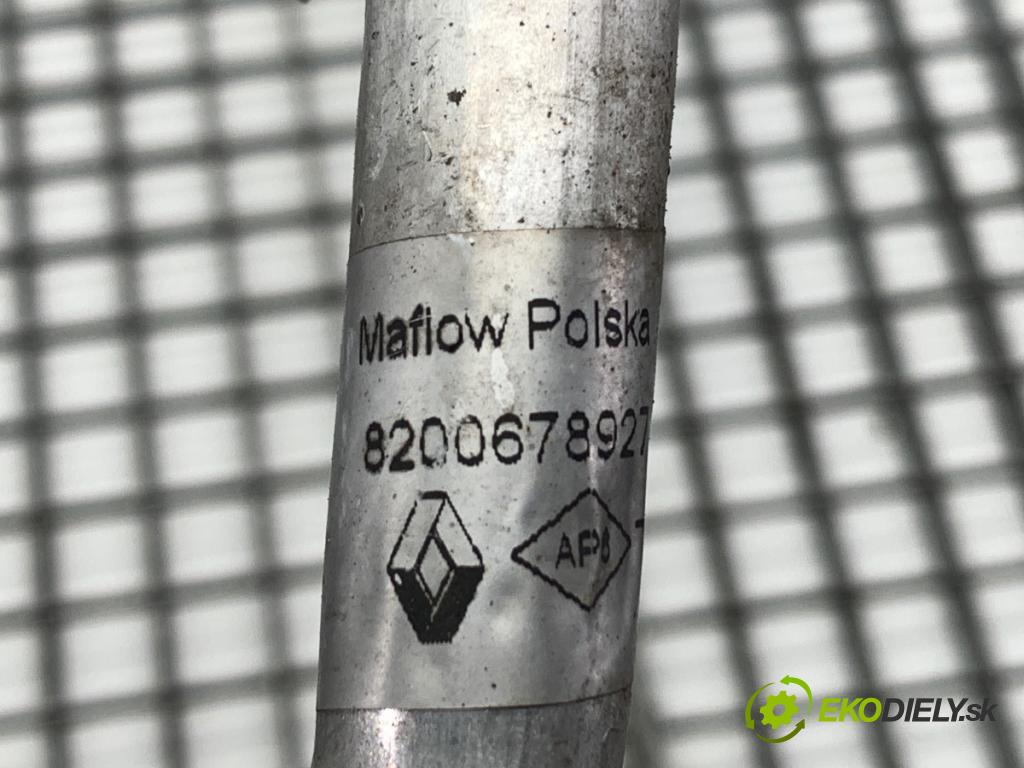 Maflow Polska
8200678927
AP6
EKODIELY.sk